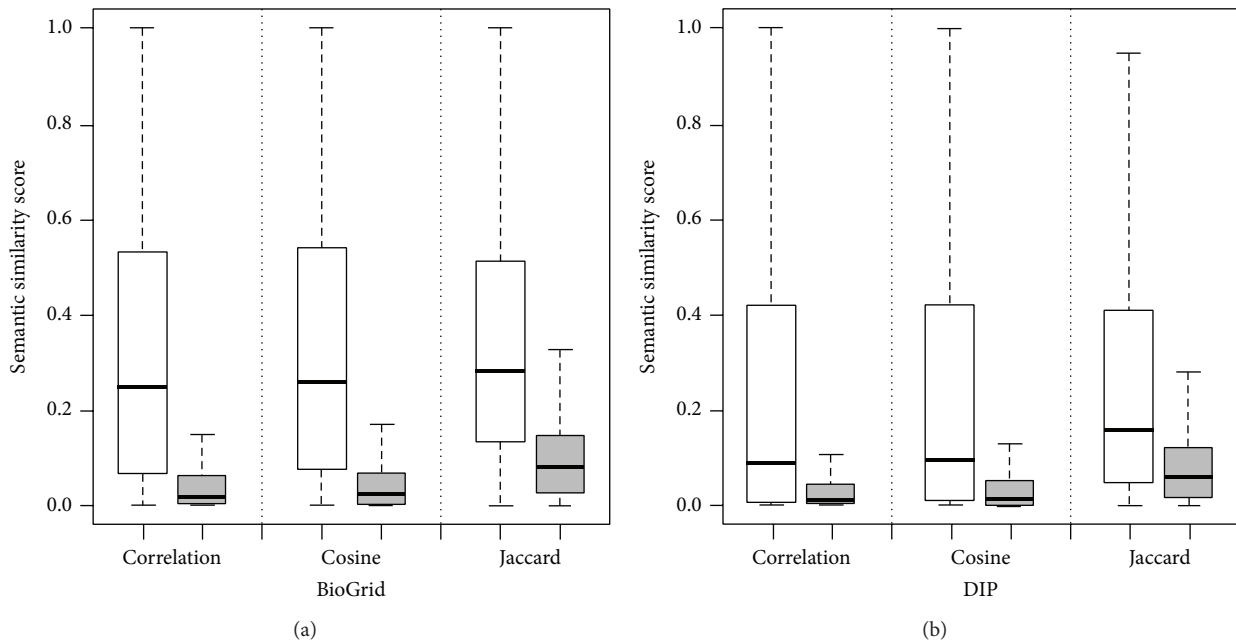 Semantic similarity score
1.0
0.8
0.6
0.4
0.2
0.0
Correlation Cosine Jaccard
BioGrid
(a)
Semantic similarity score
1.0
0.8
0.6
0.4
0.2
0.0
Correlation Cosine Jaccard
DIP
(b)